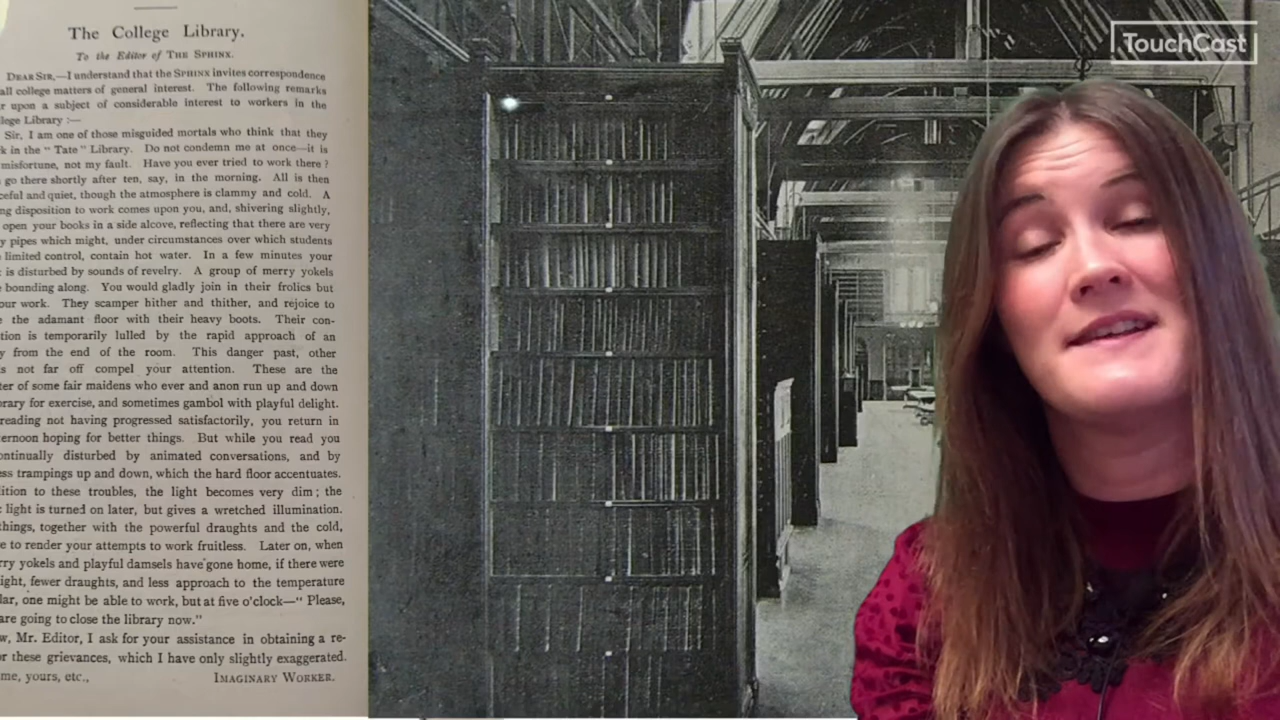 The College Library.
To the Editor of THE SPHINX.
DEAR SIR,—I understand that the SPHINX invites correspondence
all college matters of general interest. The following remarks
upon a subject of considerable interest to workers in the
lege Library :—
Sir, I am one of those misguided mortals who think that they
k in the “ Tate ” Library. Do not condemn me at once—it is
misfortune, not my fault. Have you ever tried to work there ?
go there shortly after ten, say, in the morning. All is then
ceful and quiet, though the atmosphere is clammy and cold. A
ng disposition to work comes upon you, and, shivering slightly,
open your books in a side alcove, reflecting that there are very
y pipes which might, under circumstances over which students
limited control, contain hot water. In a few minutes your
is disturbed by sounds of revelry. A group of merry yokels
bounding along. You would gladly join in their frolics but
our work. They scamper hither and thither, and rejoice to
the adamant floor with their heavy boots. Their con-
tion is temporarily lulled by the rapid approach of an
y from the end of the room. This danger past, other
s not far off compel your attention. These are the
ter of some fair maidens who ever and anon run up and down
rary for exercise, and sometimes gambol with playful delight.
reading not having progressed satisfactorily, you return in
ternoon hoping for better things. But while you read you
ontinually disturbed by animated conversations, and by
ess trampings up and down, which the hard floor accentuates.
dition to these troubles, the light becomes very dim ; the
light is turned on later, but gives a wretched illumination.
things, together with the powerful draughts and the cold,
e to render your attempts to work fruitless. Later on, when
rry yokels and playful damsels have gone home, if there were
ight, fewer draughts, and less approach to the temperature
lar, one might be able to work, but at five o’clock—“ Please,
are going to close the library now.”
w, Mr. Editor, I ask for your assistance in obtaining a re-
or these grievances, which I have only slightly exaggerated.
me, yours, etc., IMAGINARY WORKER.
TouchCast